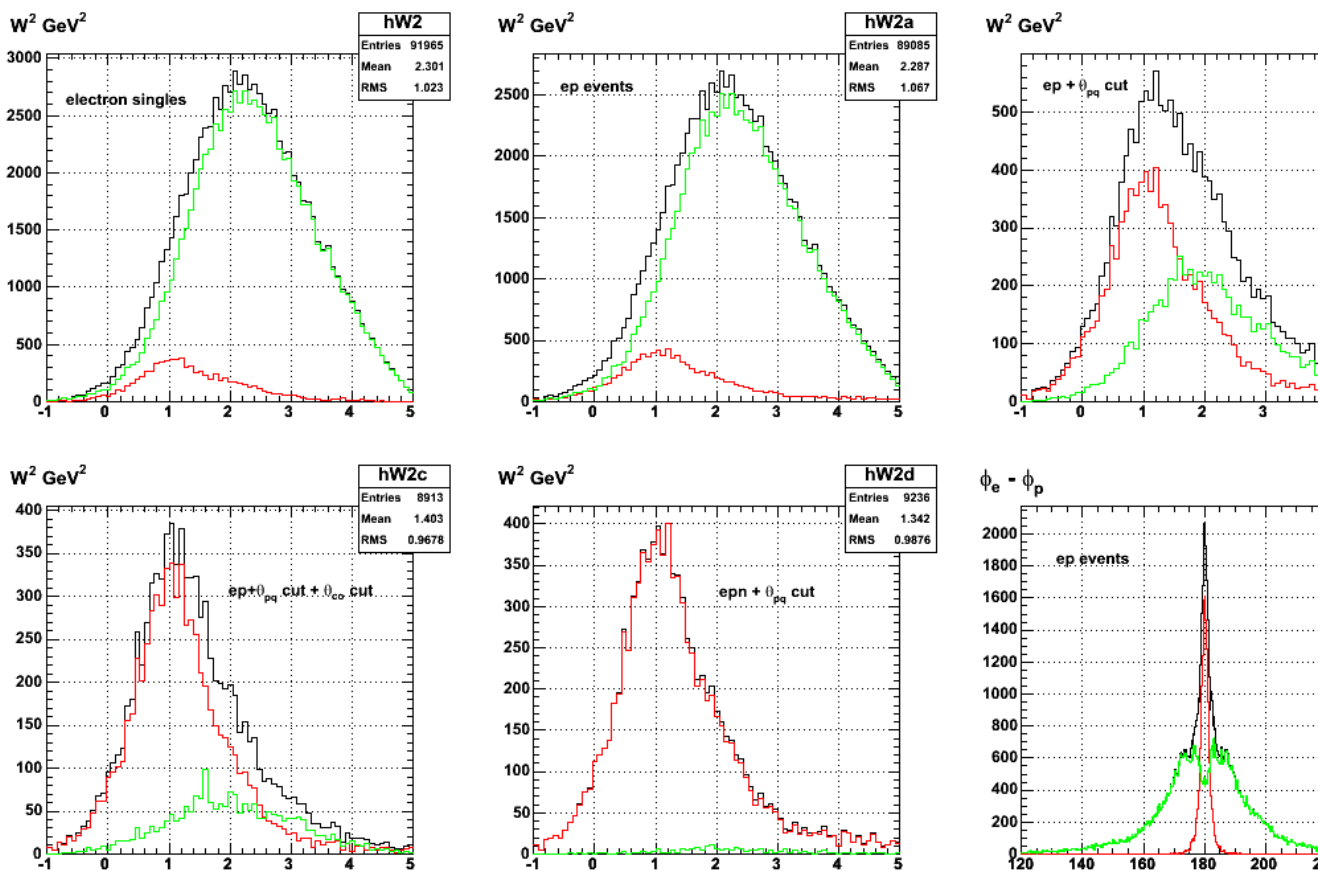 W² GeV²
hW2
Entries 91965
Mean 2.301
RMS 1.023
electron singles
3000
2500
2000
1500
1000
500
0
-1 0 1 2 3 4 5
W² GeV²
hW2a
Entries 89085
Mean 2.287
RMS 1.067
ep events
2500
2000
1500
1000
500
0
-1 0 1 2 3 4 5
W² GeV²
ep + θpq cut
500
400
300
200
100
0
-1 0 1 2 3
W² GeV²
hW2c
Entries 8913
Mean 1.403
RMS 0.9678
ep+θpq cut + θco cut
400
350
300
250
200
150
100
50
0
-1 0 1 2 3 4 5
W² GeV²
hW2d
Entries 9236
Mean 1.342
RMS 0.9876
epn + θpq cut
400
350
300
250
200
150
100
50
0
-1 0 1 2 3 4 5
ϕe - ϕp
ep events
2000
1800
1600
1400
1200
1000
800
600
400
200
0
120 140 160 180 200